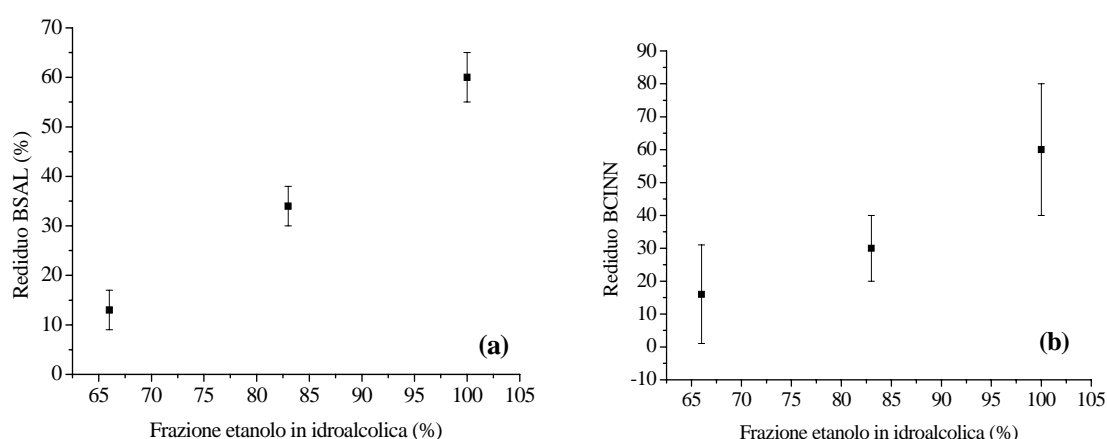 70
60
50
40
30
20
10
0
Rediduo BSAL (%)
65 70 75 80 85 90 95 100 105
Frazione etanolo in idroalcolica (%)
(a)
90
80
70
60
50
40
30
20
10
0
-10
Rediduo BCINN
65 70 75 80 85 90 95 100 105
Frazione etanolo in idroalcolica (%)
(b)